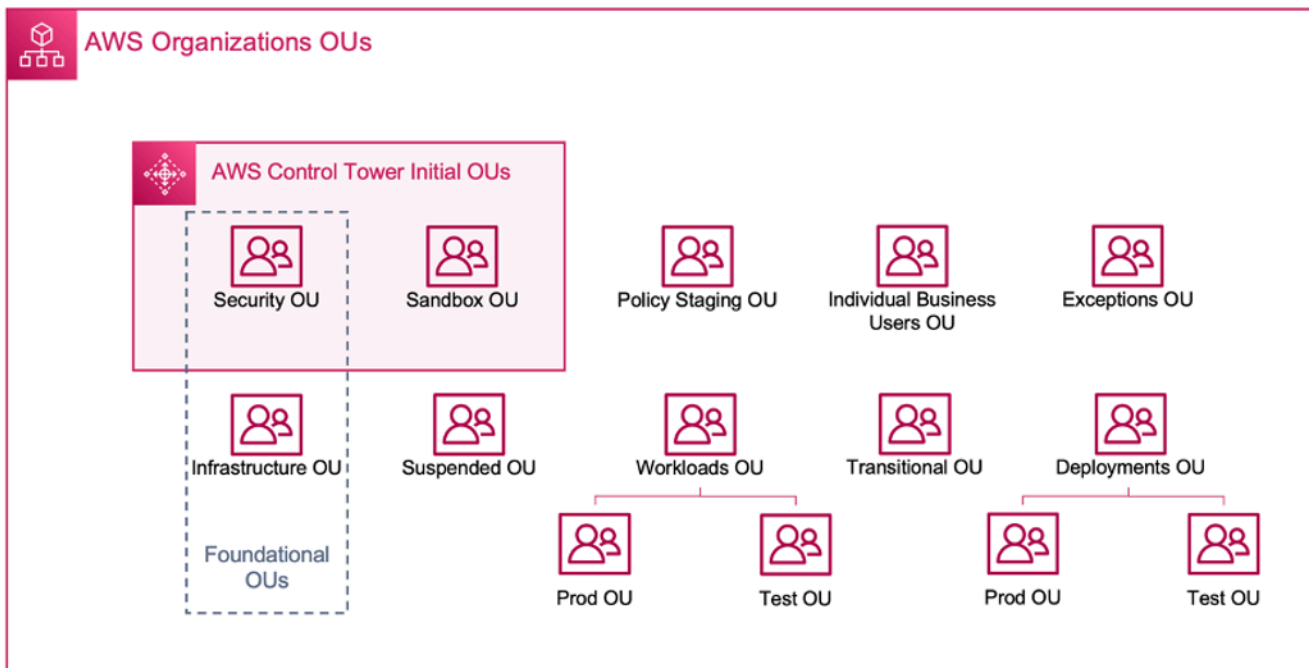 AWS Organizations OUs
AWS Control Tower Initial OUs
Security OU
Sandbox OU
Policy Staging OU
Individual Business
Users OU
Exceptions OU
Infrastructure OU
Suspended OU
Workloads OU
Transitional OU
Deployments OU
Foundational
OUs
Prod OU
Test OU
Prod OU
Test OU